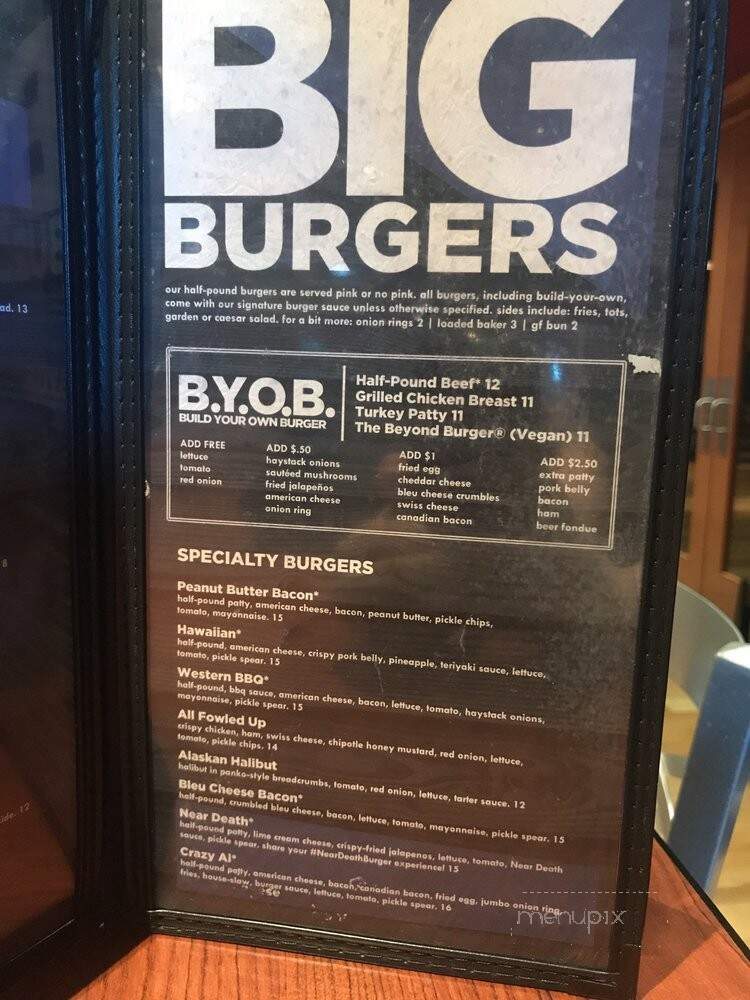 BIG
BURGERS
our half-pound burgers are served pink or no pink. all burgers, including build-your-own,
come with our signature burger sauce unless otherwise specified. sides include: fries, tots,
garden or caesar salad. for a bit more: onion rings 2 | loaded baker 3 | gf bun 2
ad. 13
B.Y.O.B.
BUILD YOUR OWN BURGER
Half-Pound Beef* 12
Grilled Chicken Breast 11
Turkey Patty 11
The Beyond Burger® (Vegan) 11
ADD FREE
lettuce
tomato
red onion
ADD $.50
haystack onions
sautéed mushrooms
fried jalapeños
american cheese
onion ring
ADD $1
fried egg
cheddar cheese
bleu cheese crumbles
swiss cheese
canadian bacon
ADD $2.50
extra patty
pork belly
bacon
ham
beer fondue
SPECIALTY BURGERS
Peanut Butter Bacon*
half-pound patty, american cheese, bacon, peanut butter, pickle chips,
tomato, mayonnaise. 15
Hawaiian*
half-pound, american cheese, crispy pork belly, pineapple, teriyaki sauce, lettuce,
tomato, pickle spear. 15
Western BBQ*
half-pound, bbq sauce, american cheese, bacon, lettuce, tomato, haystack onions,
mayonnaise, pickle spear. 15
All Fowled Up
crispy chicken, ham, swiss cheese, chipotle honey mustard, red onion, lettuce,
tomato, pickle chips. 14
Alaskan Halibut
halibut in panko-style breadcrumbs, tomato, red onion, lettuce, tarter sauce. 12
Bleu Cheese Bacon*
half-pound, crumbled bleu cheese, bacon, lettuce, tomato, mayonnaise, pickle spear. 15
Near Death*
half-pound patty, lime cream cheese, crispy-fried jalapenos, lettuce, tomato, Near Death
sauce, pickle spear. share your #NearDeathBurger experience! 15
Crazy Al*
half-pound patty, american cheese, bacon, canadian bacon, fried egg, jumbo onion ring,
fries, house-slaw, burger sauce, lettuce, tomato, pickle spear. 16
8
ide. 12
menupix